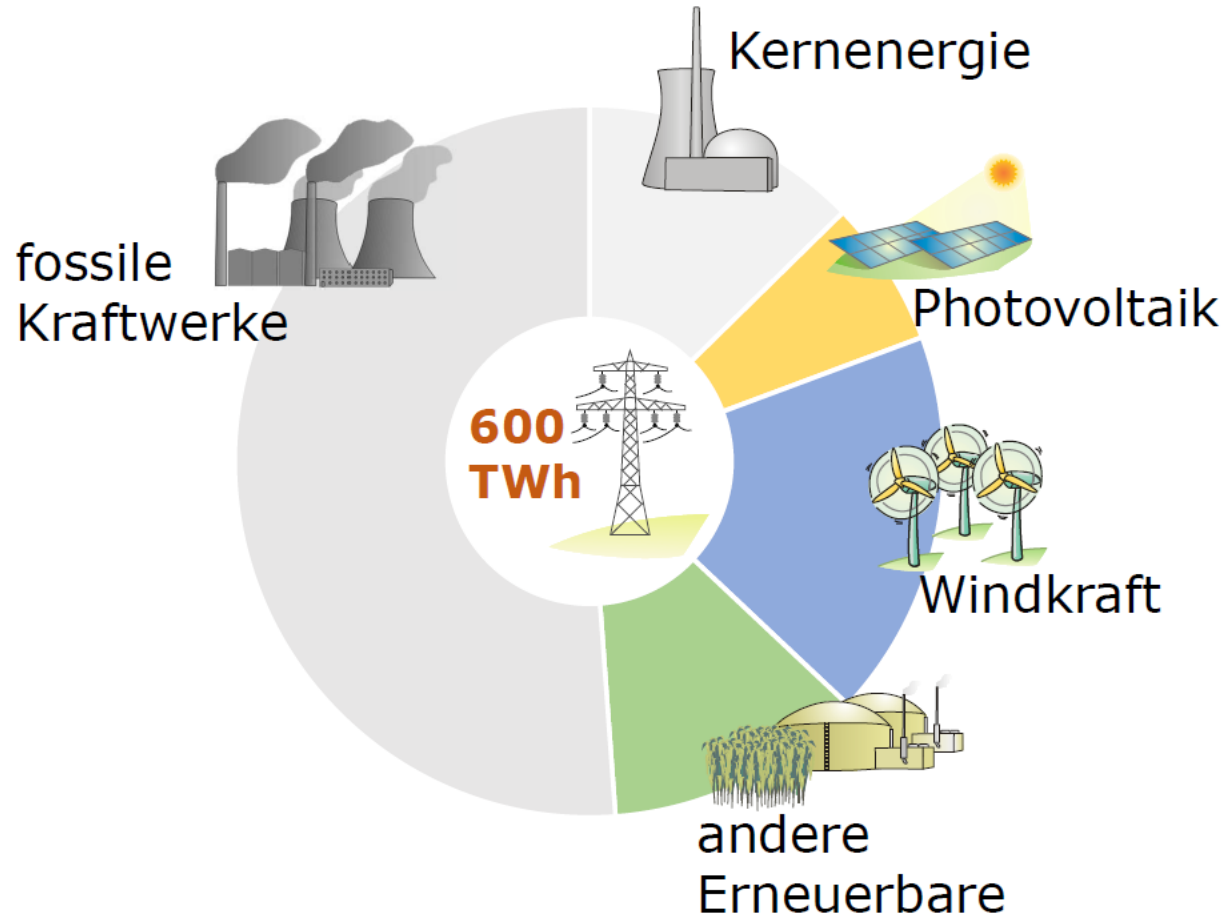 Kernenergie
fossile
Kraftwerke
Photovoltaik
600
TWh
Windkraft
andere
Erneuerbare